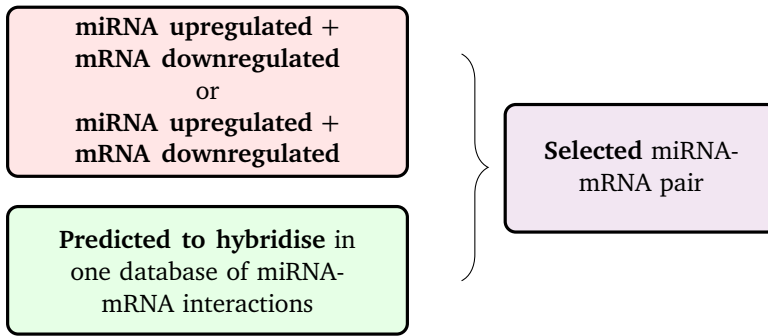 miRNA upregulated +
mRNA downregulated
or
miRNA upregulated +
mRNA downregulated
Predicted to hybridise in
one database of miRNA-
mRNA interactions
Selected miRNA-
mRNA pair